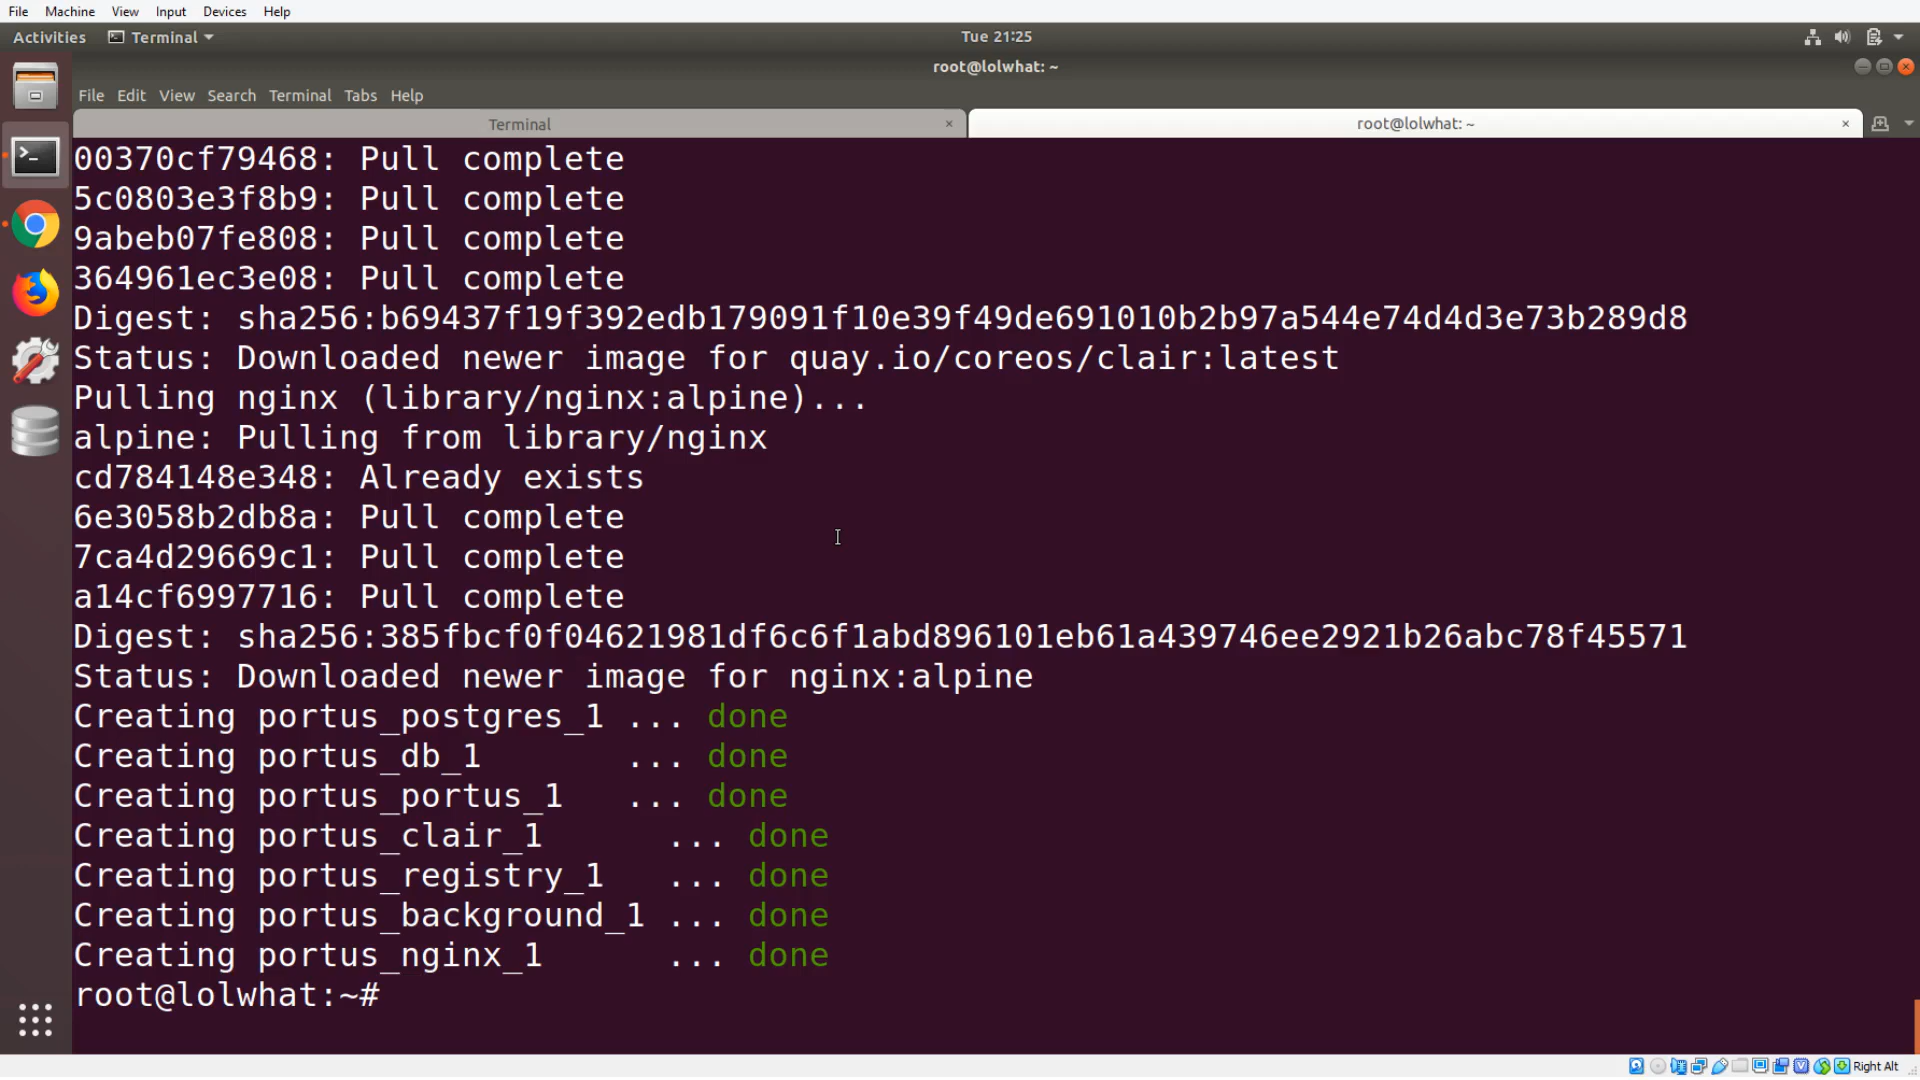 File Machine View Input Devices Help
Activities Terminal Tue 21:25
root@lolwhat: ~
File Edit View Search Terminal Tabs Help
Terminal × root@lolwhat: ~ ×
00370cf79468: Pull complete
5c0803e3f8b9: Pull complete
9abeb07fe808: Pull complete
364961ec3e08: Pull complete
Digest: sha256:b69437f19f392edb179091f10e39f49de691010b2b97a544e74d4d3e73b289d8
Status: Downloaded newer image for quay.io/coreos/clair:latest
Pulling nginx (library/nginx:alpine)...
alpine: Pulling from library/nginx
cd784148e348: Already exists
6e3058b2db8a: Pull complete
7ca4d29669c1: Pull complete
a14cf6997716: Pull complete
Digest: sha256:385fbcf0f04621981df6c6f1abd896101eb61a439746ee2921b26abc78f45571
Status: Downloaded newer image for nginx:alpine
Creating portus_postgres_1 ... done
Creating portus_db_1 ... done
Creating portus_portus_1 ... done
Creating portus_clair_1 ... done
Creating portus_registry_1 ... done
Creating portus_background_1 ... done
Creating portus_nginx_1 ... done
root@lolwhat:~#
Right Alt